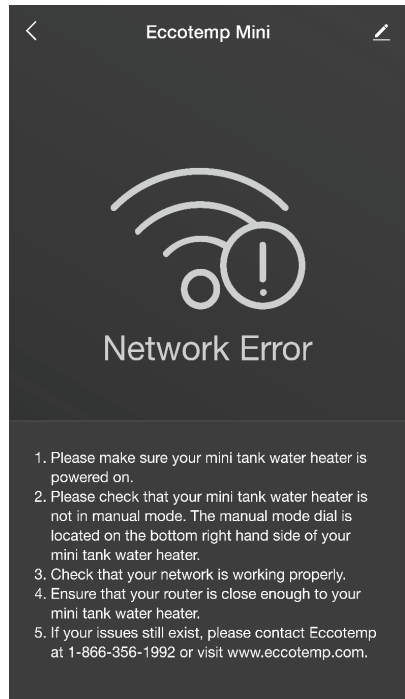 Eccotemp Mini
Network Error
1. Please make sure your mini tank water heater is
powered on.
2. Please check that your mini tank water heater is
not in manual mode. The manual mode dial is
located on the bottom right hand side of your
mini tank water heater.
3. Check that your network is working properly.
4. Ensure that your router is close enough to your
mini tank water heater.
5. If your issues still exist, please contact Eccotemp
at 1-866-356-1992 or visit www.eccotemp.com.